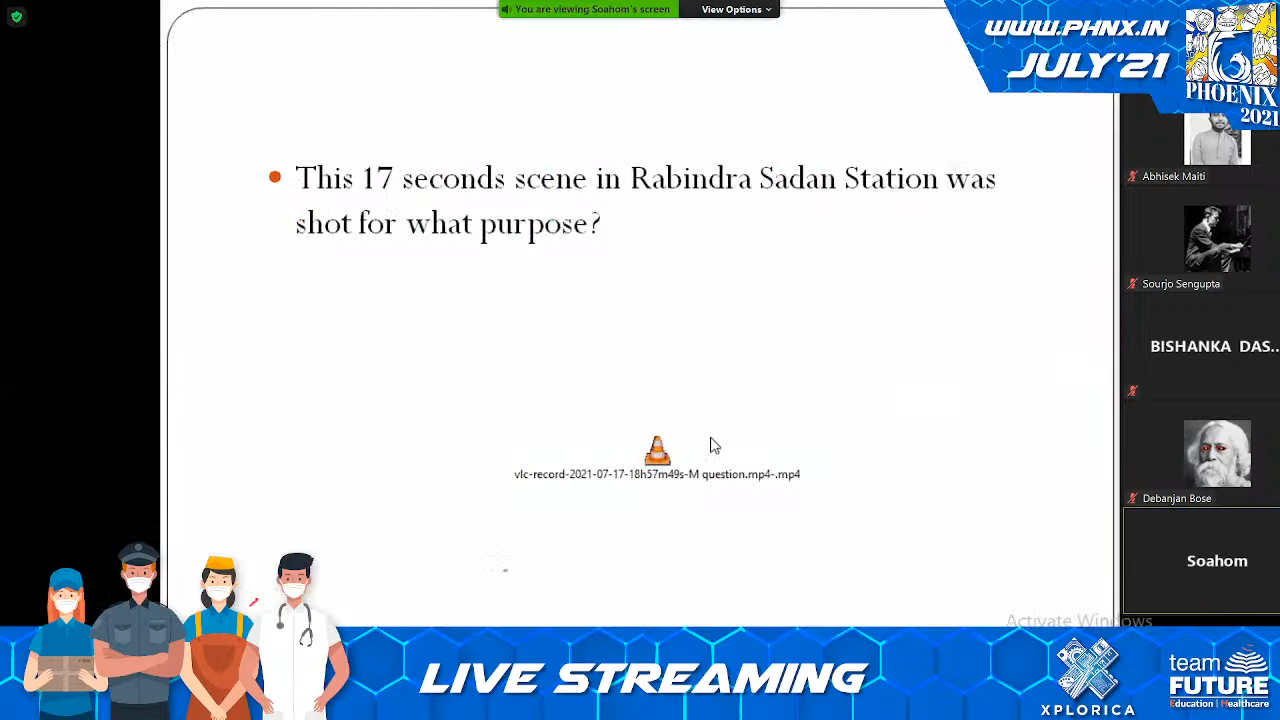 You are viewing Soahom's screen
View Options
WWW.PHNX.IN
JULY'21
PHOENIX
2021
This 17 seconds scene in Rabindra Sadan Station was
shot for what purpose?
vlc-record-2021-07-17-18h57m49s-M question.mp4-.mp4
Abhisek Maiti
Sourjo Sengupta
BISHANKA DAS...
Debanjan Bose
Soahom
Activate Windows
LIVE STREAMING
XPLORICA
team
FUTURE
Education | Healthcare